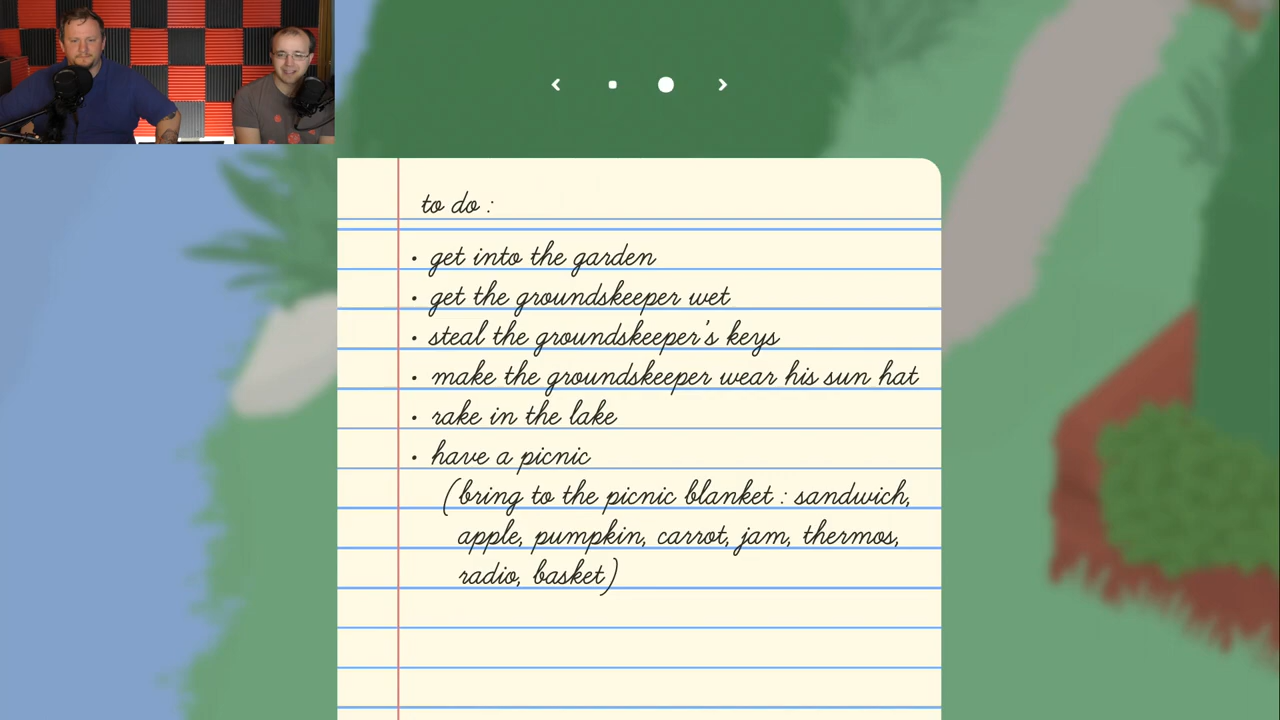 to do :
• get into the garden
• get the groundskeeper wet
• steal the groundskeeper's keys
• make the groundskeeper wear his sun hat
• rake in the lake
• have a picnic
(bring to the picnic blanket : sandwich,
apple, pumpkin, carrot, jam, thermos,
radio, basket)